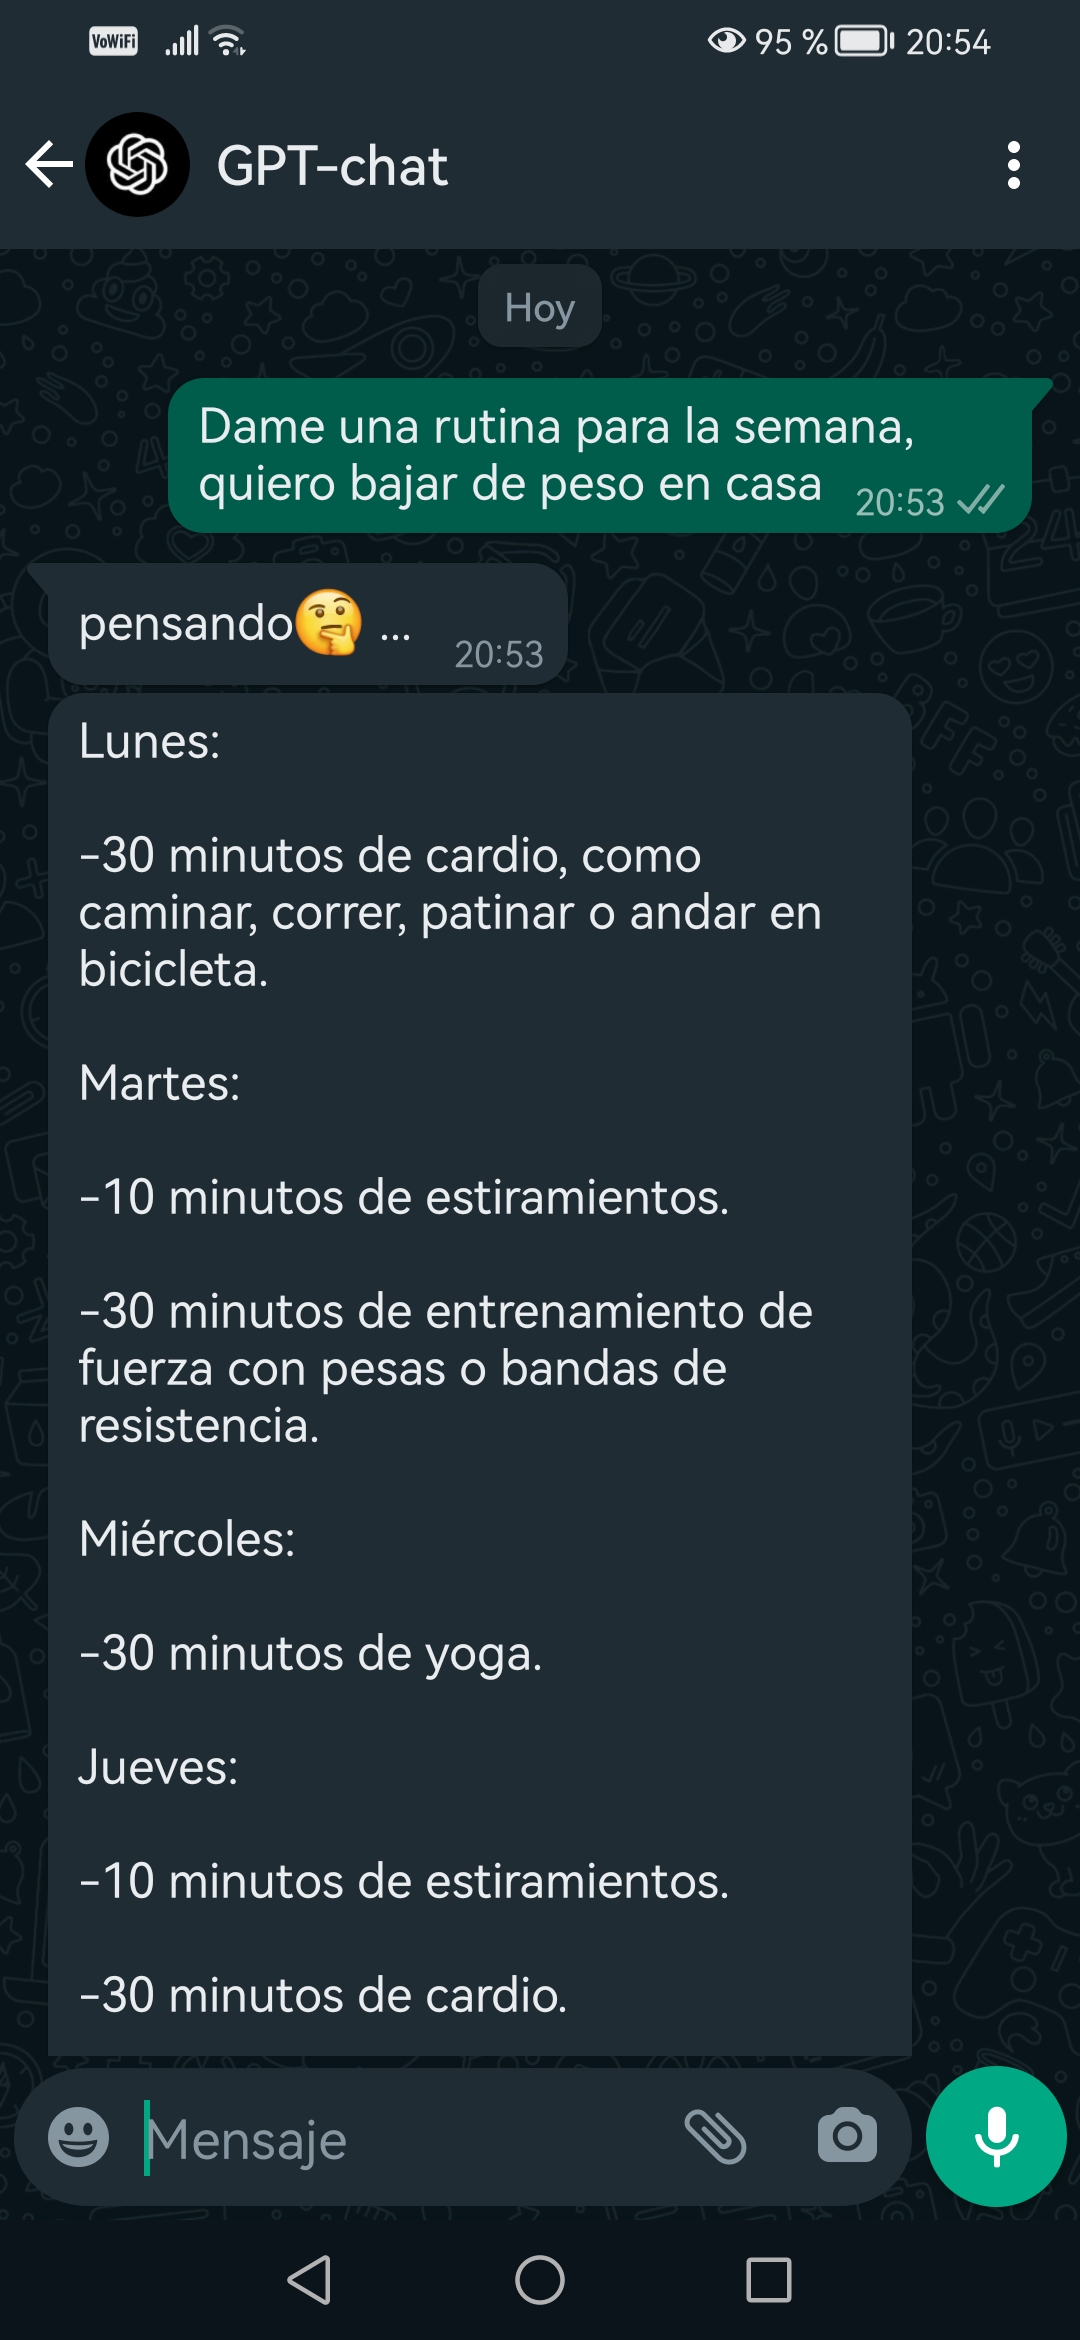 VoWiFi 95 % 20:54
GPT-chat
Hoy
Dame una rutina para la semana,
quiero bajar de peso en casa 20:53
pensando🤔 ... 20:53
Lunes:
-30 minutos de cardio, como
caminar, correr, patinar o andar en
bicicleta.
Martes:
-10 minutos de estiramientos.
-30 minutos de entrenamiento de
fuerza con pesas o bandas de
resistencia.
Miércoles:
-30 minutos de yoga.
Jueves:
-10 minutos de estiramientos.
-30 minutos de cardio.
Mensaje